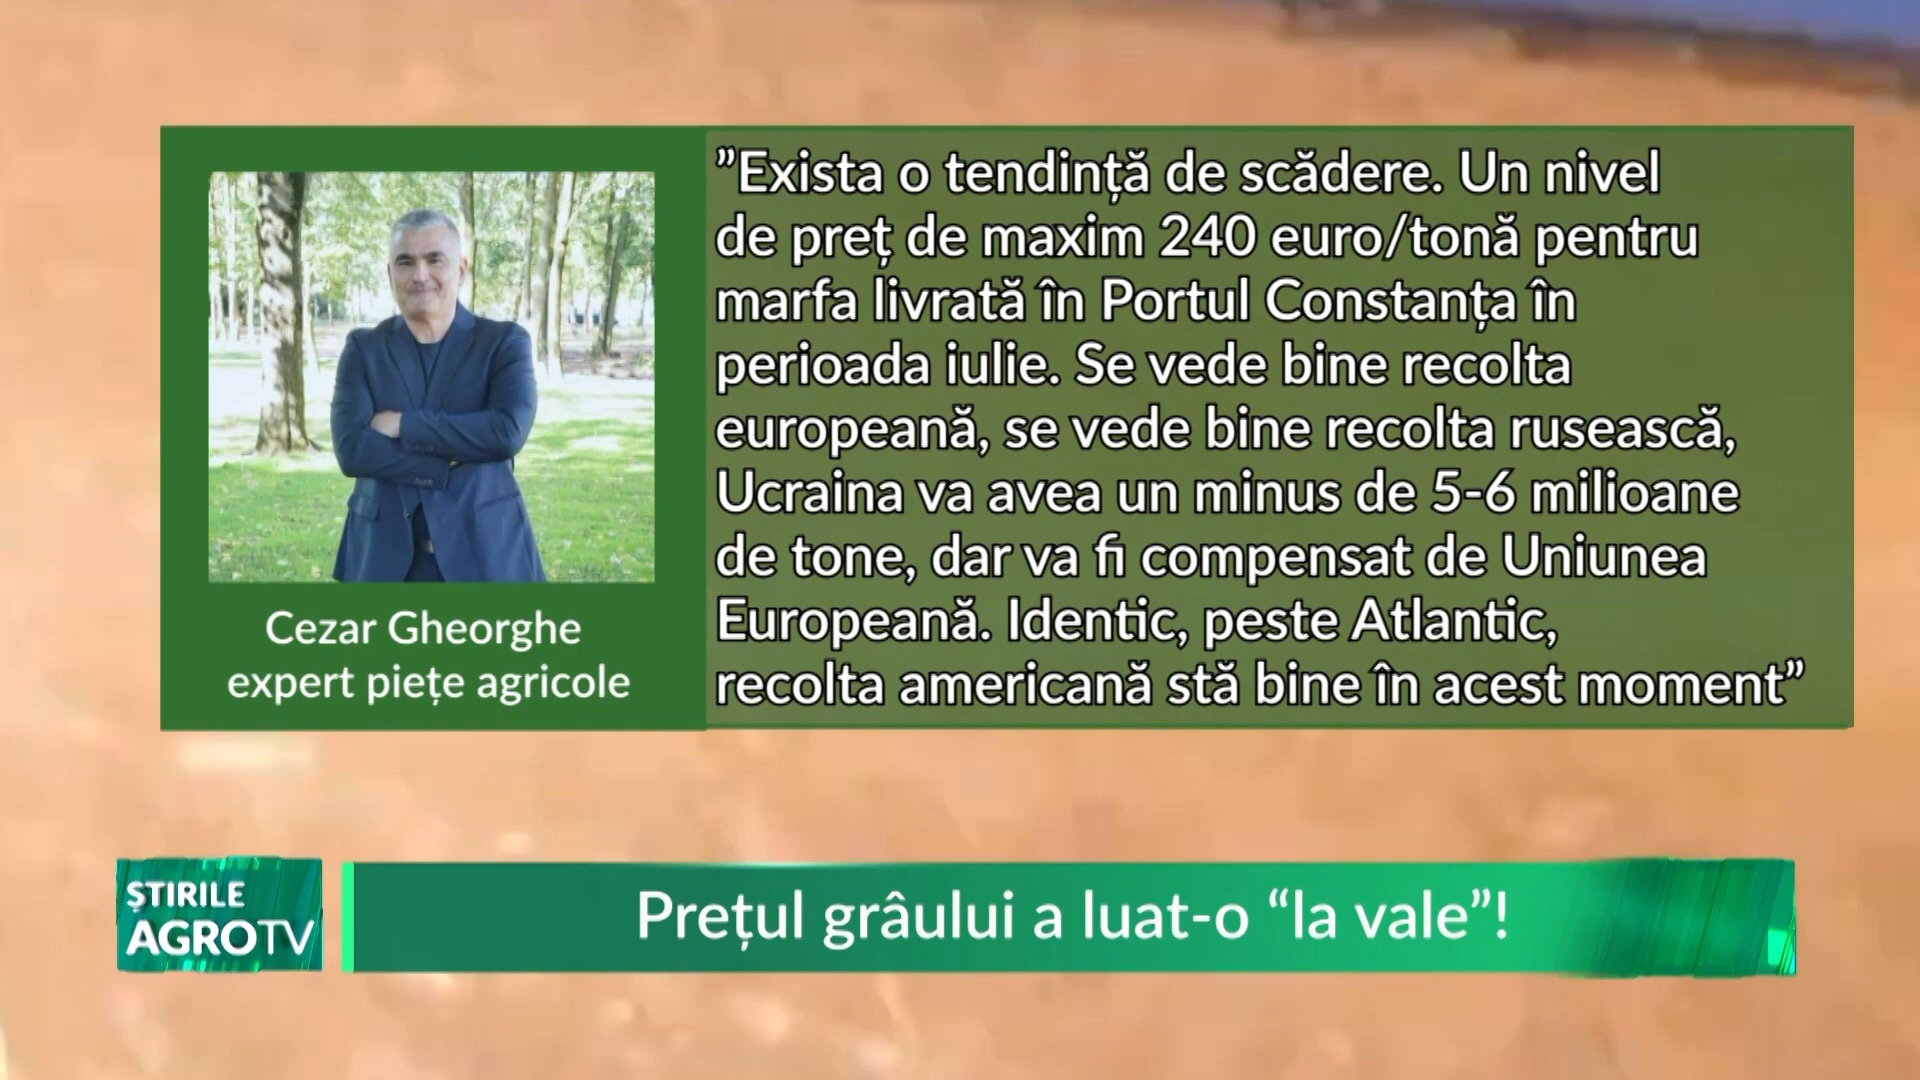 ”Exista o tendință de scădere. Un nivel
de preț de maxim 240 euro/tonă pentru
marfa livrată în Portul Constanța în
perioada iulie. Se vede bine recolta
europeană, se vede bine recolta rusească,
Ucraina va avea un minus de 5-6 milioane
de tone, dar va fi compensat de Uniunea
Europeană. Identic, peste Atlantic,
recolta americană stă bine în acest moment”
Cezar Gheorghe
expert piețe agricole
ȘTIRILE
AGROTV
Prețul grâului a luat-o “la vale”!